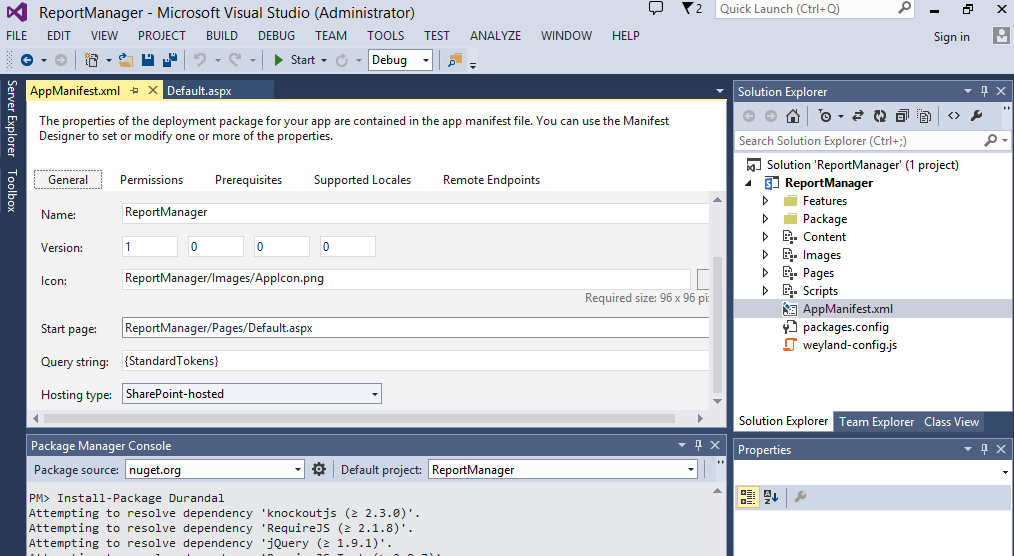 ReportManager - Microsoft Visual Studio (Administrator)
2
Quick Launch (Ctrl+Q)
FILE EDIT VIEW PROJECT BUILD DEBUG TEAM TOOLS TEST ANALYZE WINDOW HELP
Sign in
Start
Debug
Server Explorer
Toolbox
AppManifest.xml
Default.aspx
The properties of the deployment package for your app are contained in the app manifest file. You can use the Manifest
Designer to set or modify one or more of the properties.
General Permissions Prerequisites Supported Locales Remote Endpoints
Name: ReportManager
Version: 1 0 0 0
Icon: ReportManager/Images/AppIcon.png
Required size: 96 x 96
Start page: ReportManager/Pages/Default.aspx
Query string: {StandardTokens}
Hosting type: SharePoint-hosted
Package Manager Console
Package source: nuget.org Default project: ReportManager
PM> Install-Package Durandal
Attempting to resolve dependency 'knockoutjs (≥ 2.3.0)'.
Attempting to resolve dependency 'RequireJS (≥ 2.1.8)'.
Attempting to resolve dependency 'jQuery (≥ 1.9.1)'.
Solution Explorer
Search Solution Explorer (Ctrl+;)
Solution 'ReportManager' (1 project)
ReportManager
Features
Package
Content
Images
Pages
Scripts
AppManifest.xml
packages.config
weyland-config.js
Solution Explorer Team Explorer Class View
Properties